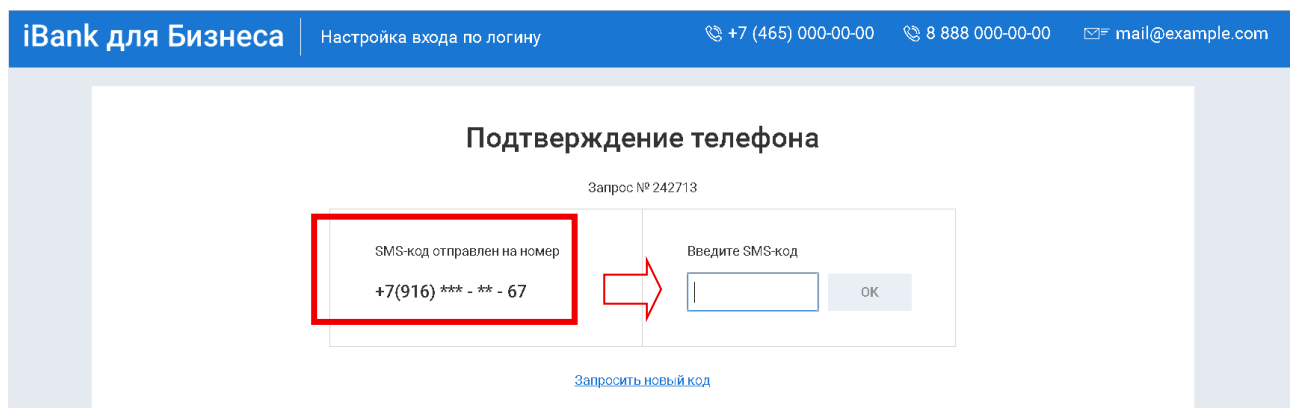 iBank для Бизнеса
Настройка входа по логину
+7 (465) 000-00-00
8 888 000-00-00
mail@example.com
Подтверждение телефона
Запрос № 242713
SMS-код отправлен на номер
+7(916) *** - ** - 67
Введите SMS-код
ОК
Запросить новый код